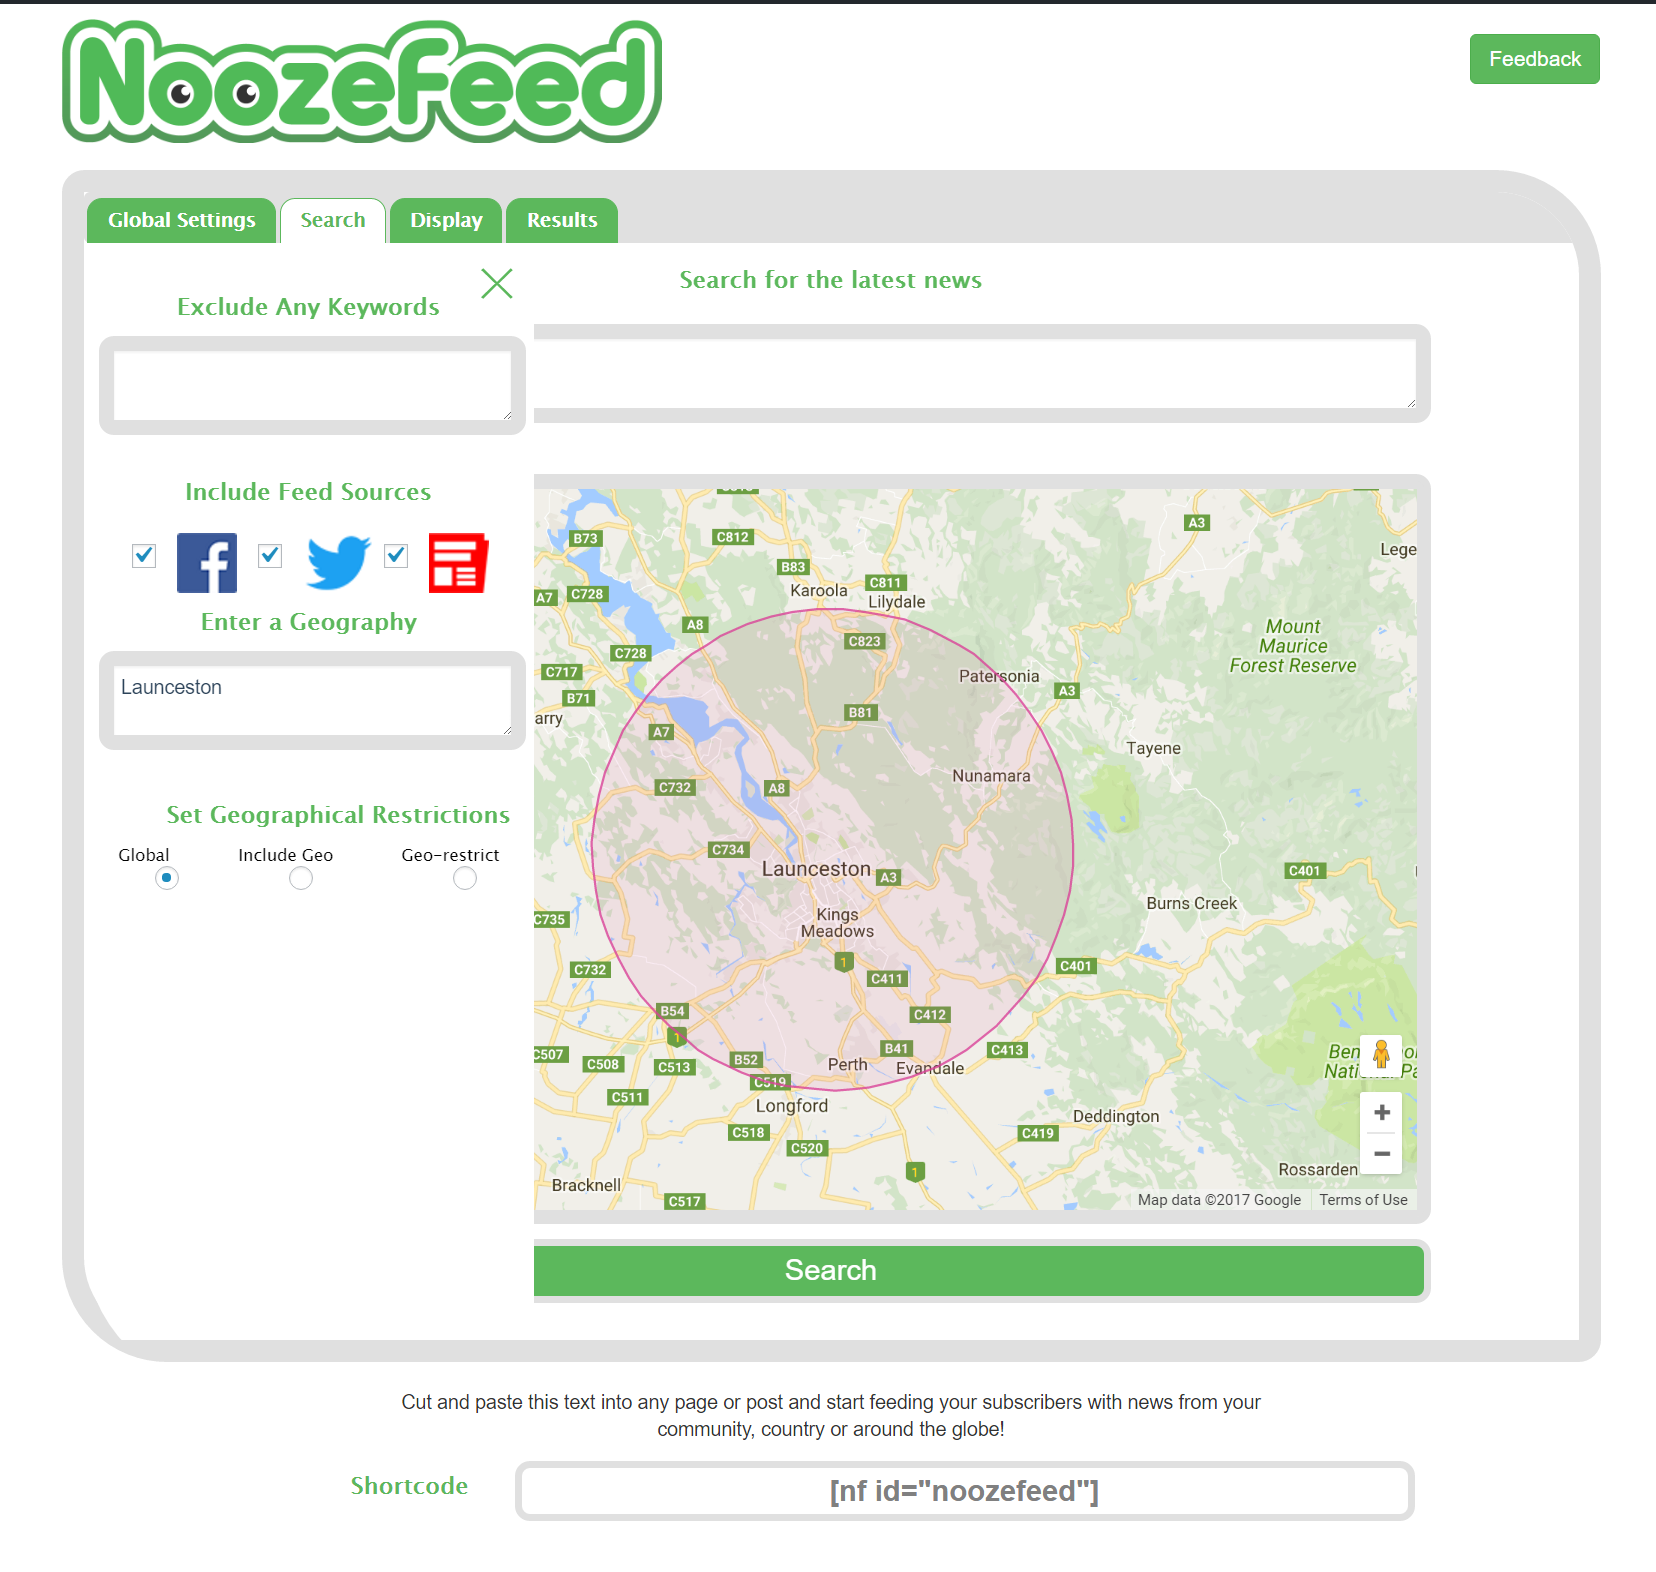 NoozeFeed
Feedback
Global Settings
Search
Display
Results
Exclude Any Keywords
Include Feed Sources
Enter a Geography
Launceston
Set Geographical Restrictions
Global
Include Geo
Geo-restrict
Search for the latest news
B73
C812
A3
Lege
B83
C811
Karoola
Lilydale
A7
C728
A8
C823
Mount
Maurice
Forest Reserve
C728
C717
Patersonia
A3
B71
arry
B81
A7
Tayene
Nunamara
C732
A8
C734
Launceston
A3
C401
Burns Creek
C735
Kings
Meadows
1
C732
C411
C401
B54
C412
1
C507
C508
C513
B52
B41
C413
Perth
Evandale
C519
C511
Longford
Deddington
C518
C520
C419
1
Rossarden
Bracknell
C517
Map data ©2017 Google
Terms of Use
Search
Cut and paste this text into any page or post and start feeding your subscribers with news from your
community, country or around the globe!
Shortcode
[nf id="noozefeed"]